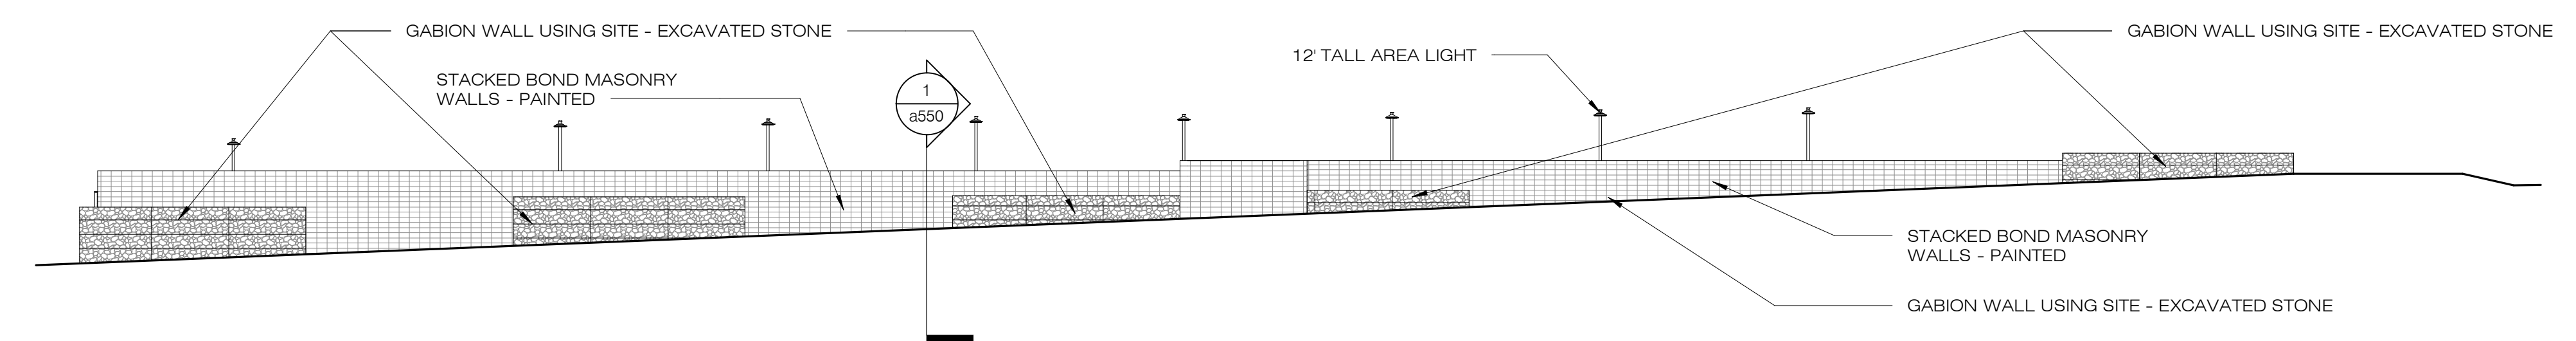 GABION WALL USING SITE - EXCAVATED STONE
STACKED BOND MASONRY
WALLS - PAINTED
1
a550
12' TALL AREA LIGHT
GABION WALL USING SITE - EXCAVATED STONE
STACKED BOND MASONRY
WALLS - PAINTED
GABION WALL USING SITE - EXCAVATED STONE